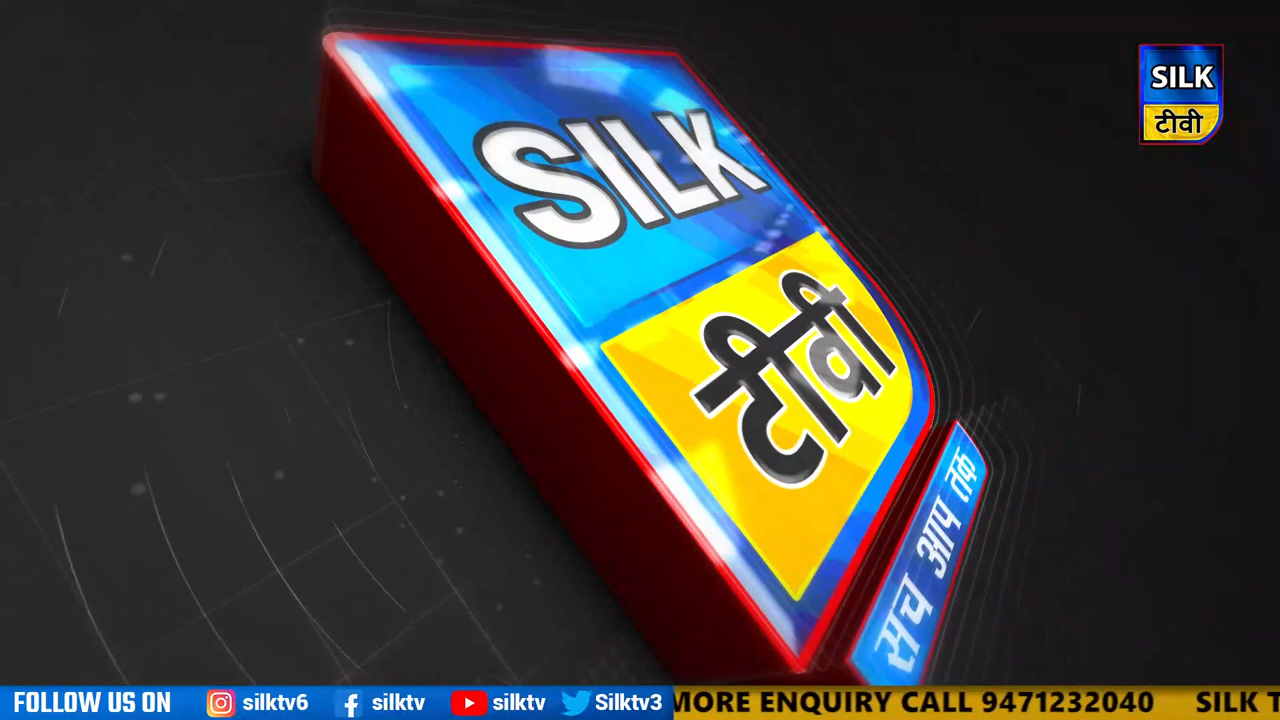 SILK
टीवी
सच आप तक
SILK
टीवी
FOLLOW US ON silktv6 silktv silktv Silktv3
MORE ENQUIRY CALL 9471232040 SILK T